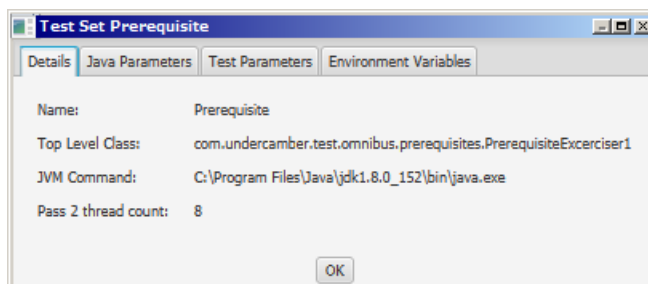 Test Set Prerequisite
Details Java Parameters Test Parameters Environment Variables
Name: Prerequisite
Top Level Class: com.undercamber.test.omnibus.prerequisites.PrerequisiteExcerciser1
JVM Command: C:\Program Files\Java\jdk1.8.0_152\bin\java.exe
Pass 2 thread count: 8
OK